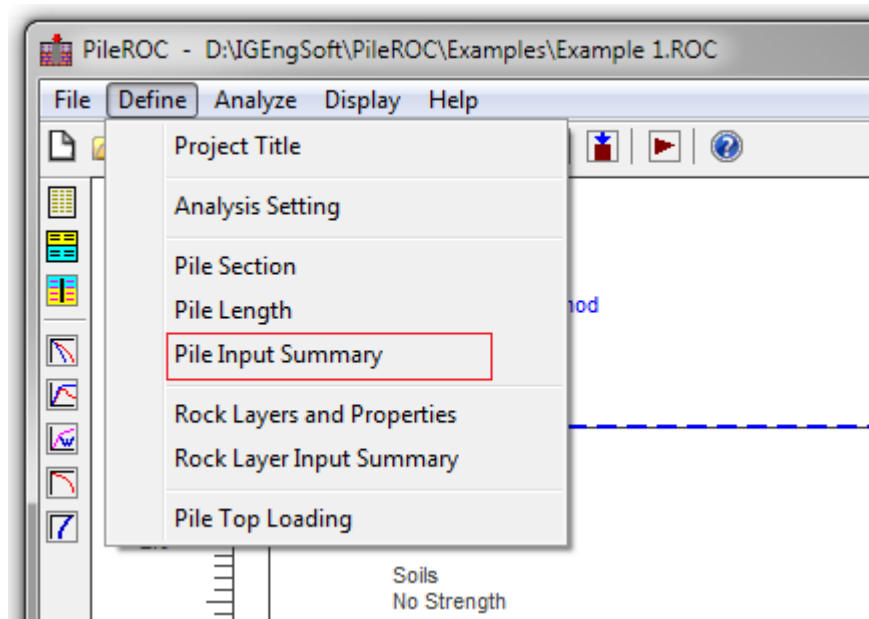 PileROC - D:\IGEngSoft\PileROC\Examples\Example 1.ROC
File Define Analyze Display Help
Project Title
Analysis Setting
Pile Section
Pile Length
Pile Input Summary
Rock Layers and Properties
Rock Layer Input Summary
Pile Top Loading
Soils
No Strength